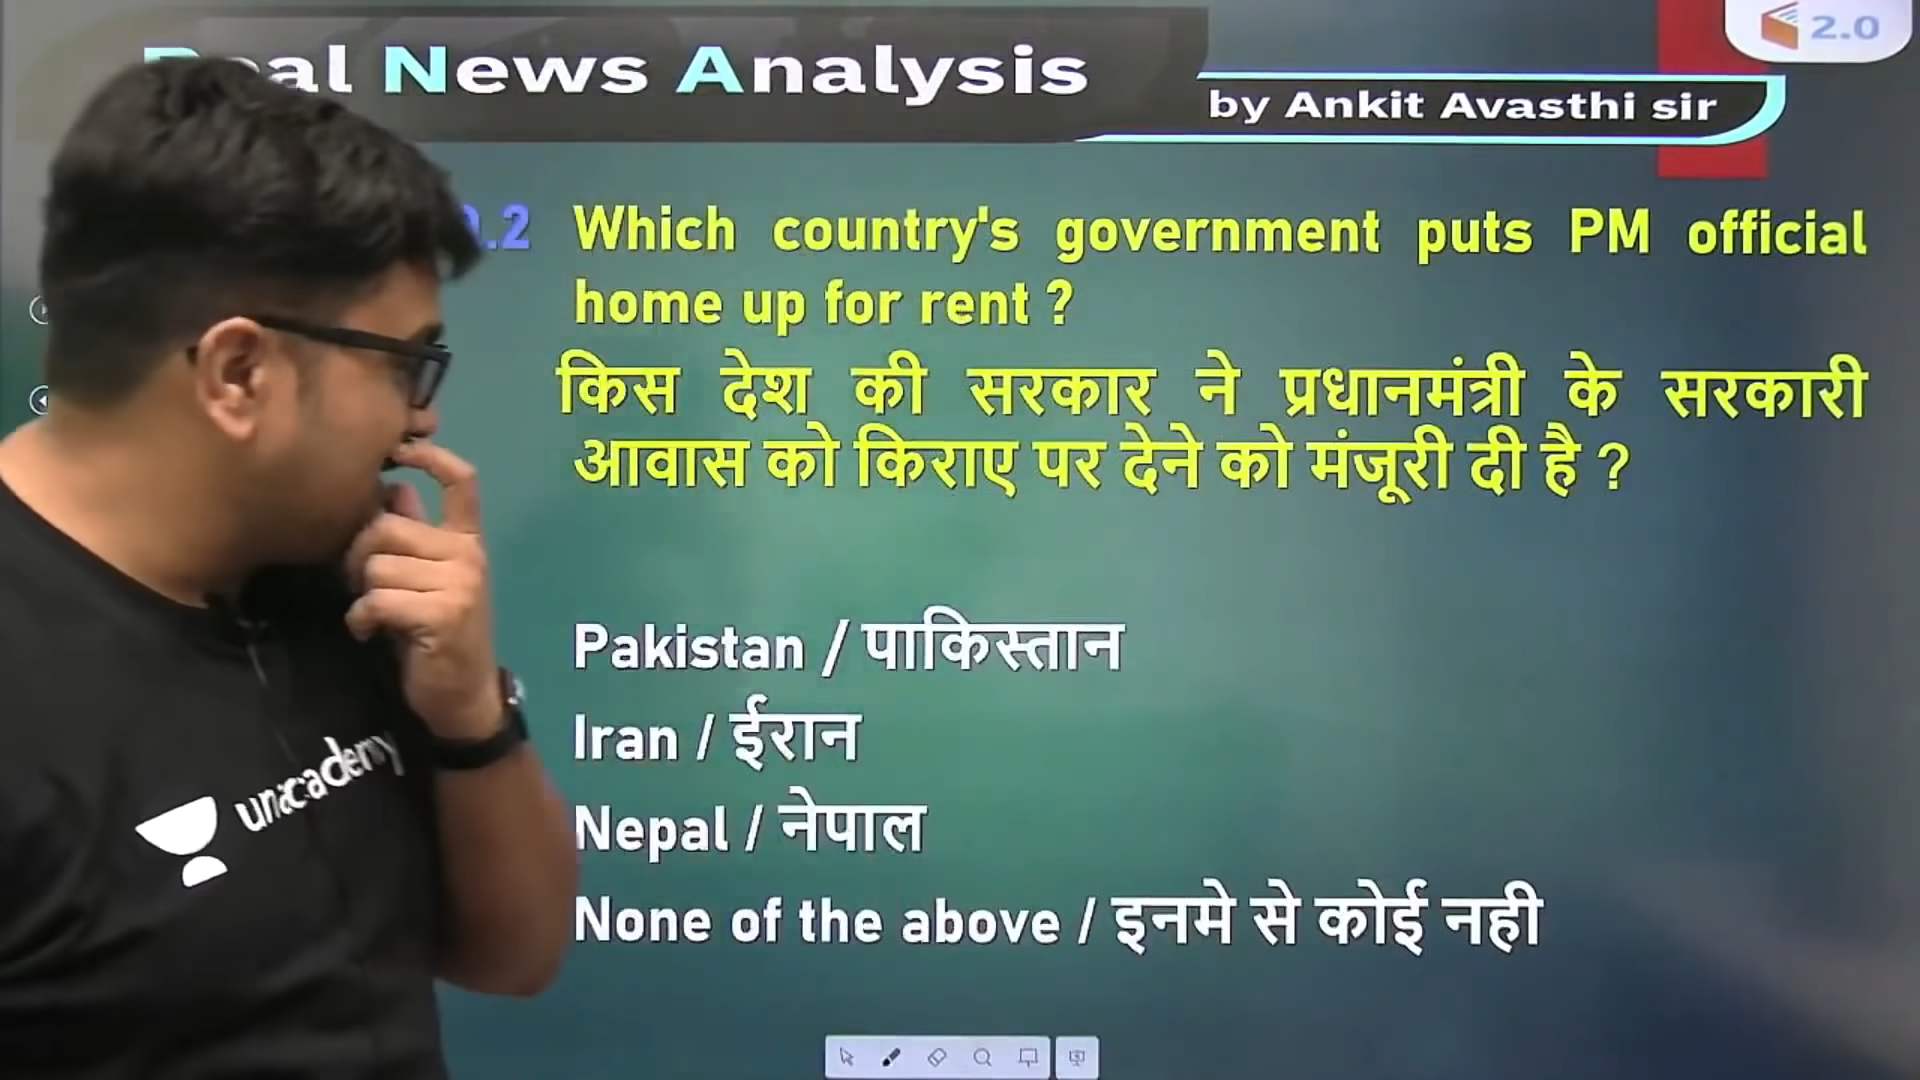 News Analysis
by Ankit Avasthi sir
2.0
.2 Which country's government puts PM official
home up for rent ?
किस देश की सरकार ने प्रधानमंत्री के सरकारी
आवास को किराए पर देने को मंजूरी दी है ?
Pakistan / पाकिस्तान
Iran / ईरान
Nepal / नेपाल
None of the above / इनमे से कोई नही
unacademy